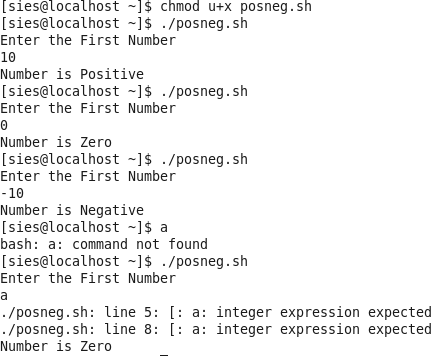 [sies@localhost ~]$ chmod u+x posneg.sh
[sies@localhost ~]$ ./posneg.sh
Enter the First Number
10
Number is Positive
[sies@localhost ~]$ ./posneg.sh
Enter the First Number
0
Number is Zero
[sies@localhost ~]$ ./posneg.sh
Enter the First Number
-10
Number is Negative
[sies@localhost ~]$ a
bash: a: command not found
[sies@localhost ~]$ ./posneg.sh
Enter the First Number
a
./posneg.sh: line 5: [: a: integer expression expected
./posneg.sh: line 8: [: a: integer expression expected
Number is Zero